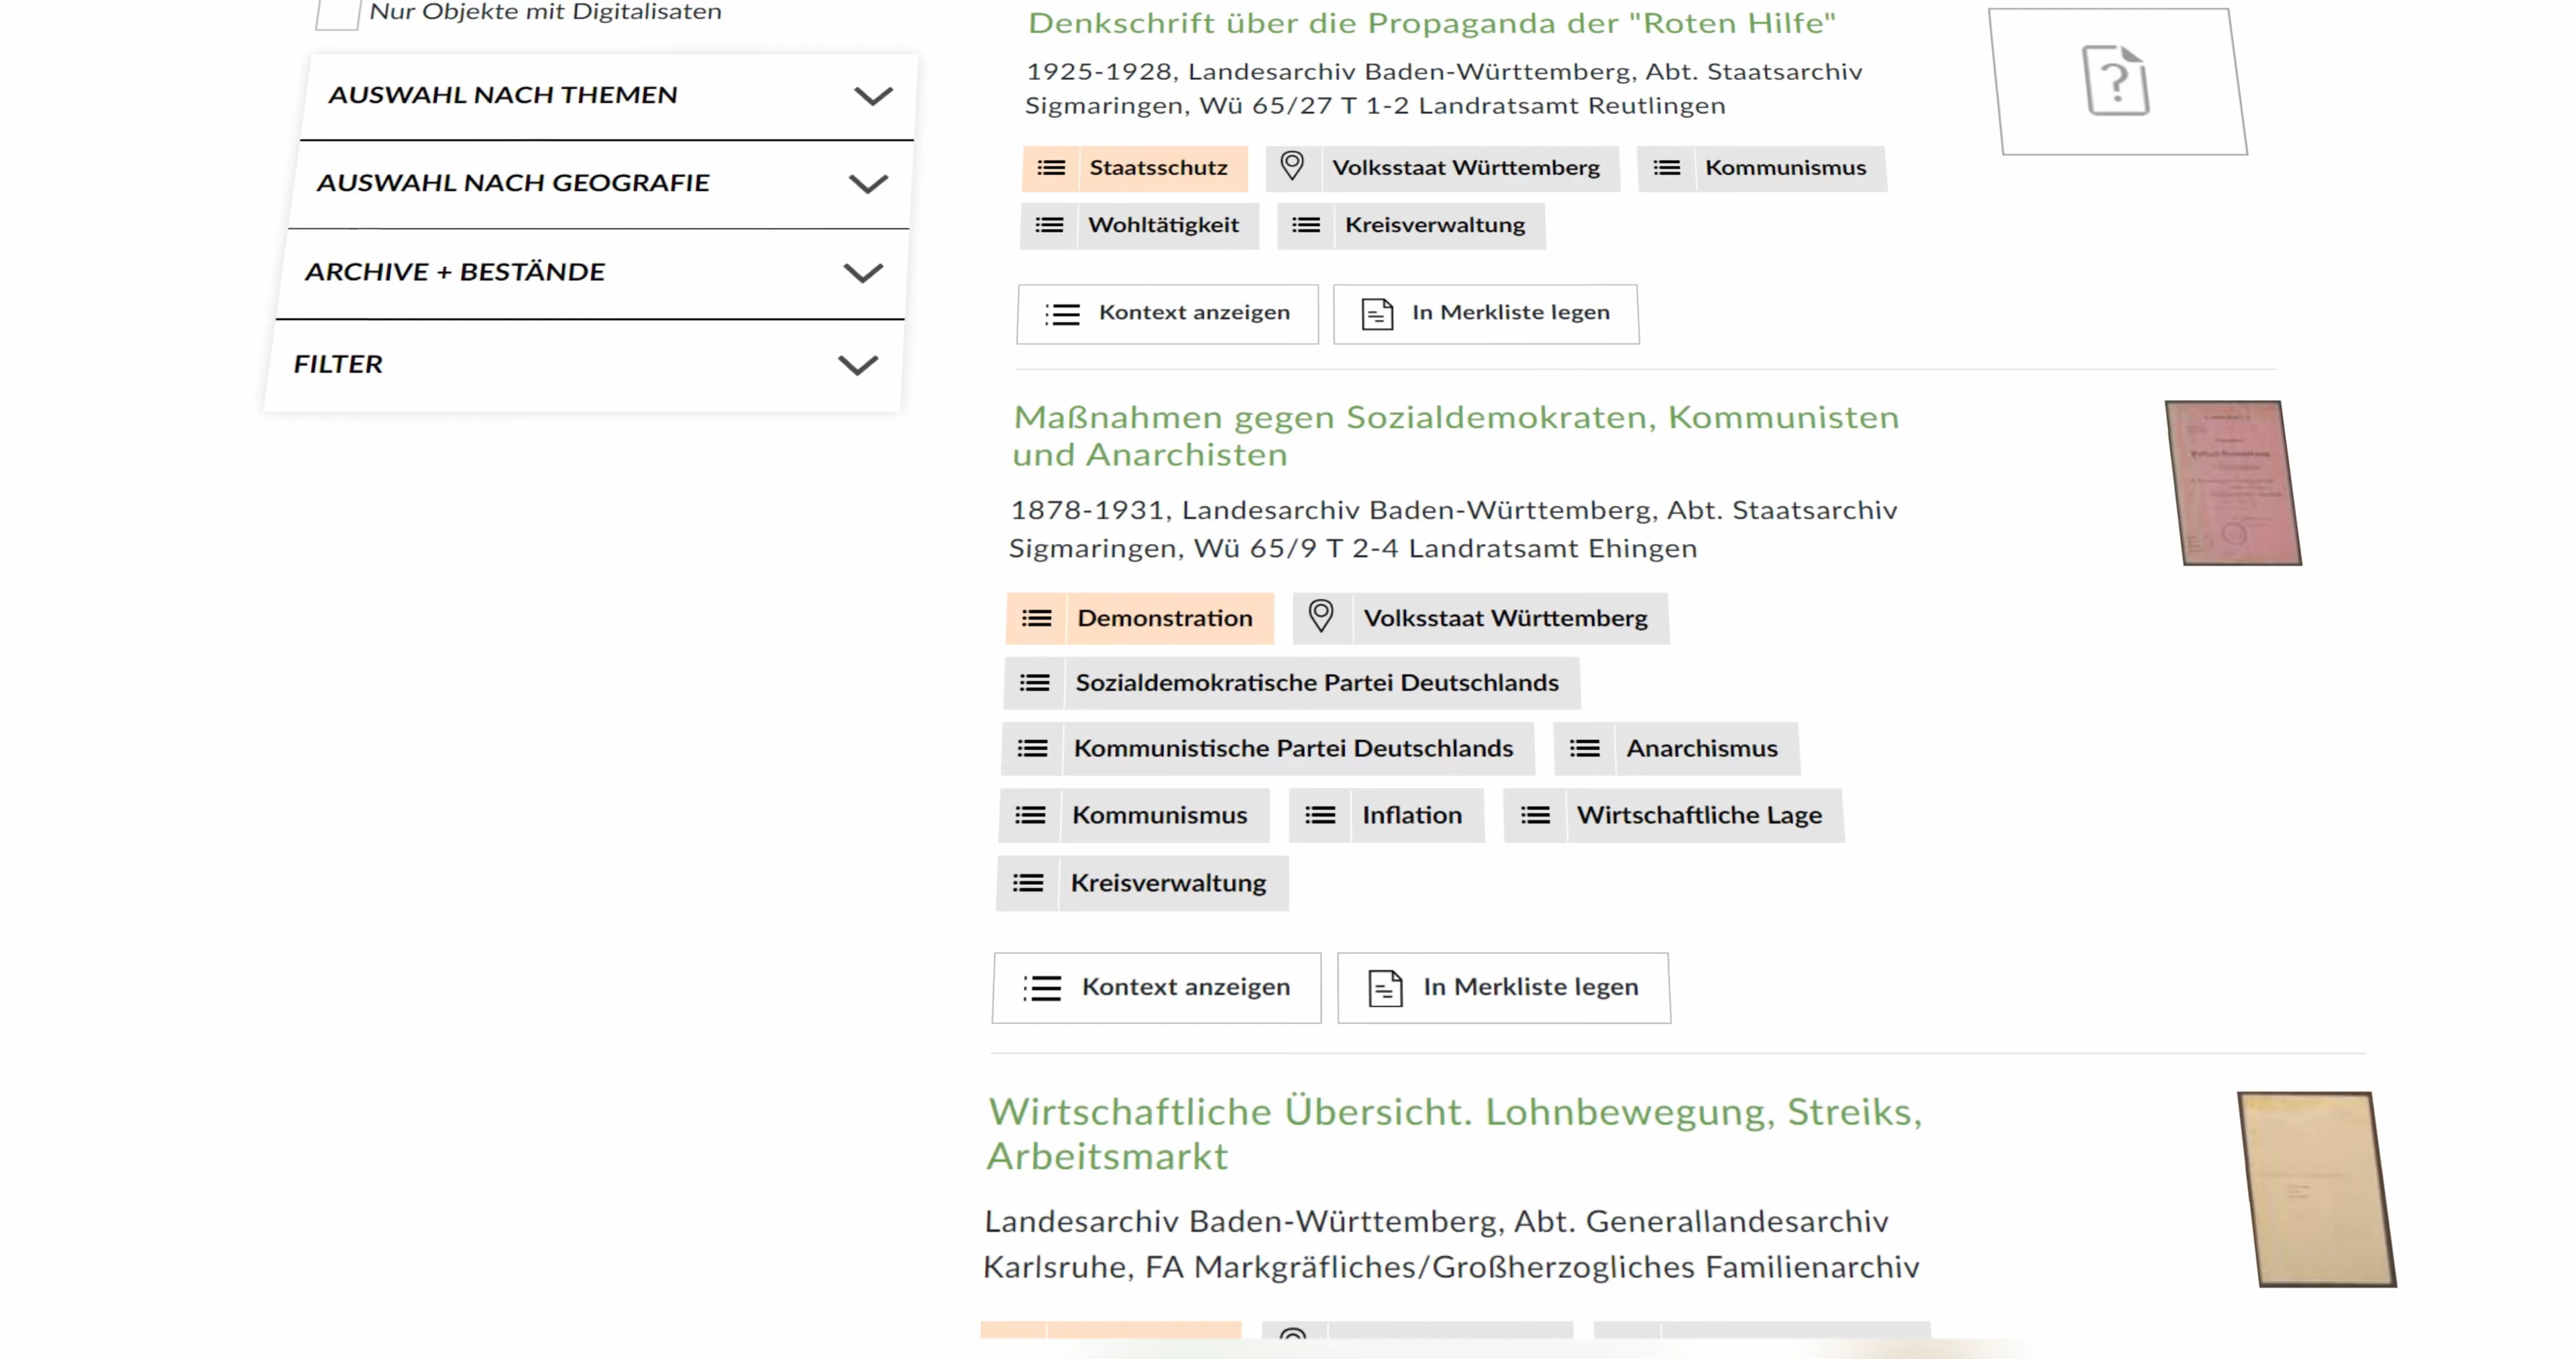 Nur Objekte mit Digitalisaten
AUSWAHL NACH THEMEN
AUSWAHL NACH GEOGRAFIE
ARCHIVE + BESTÄNDE
FILTER
Denkschrift über die Propaganda der "Roten Hilfe"
1925-1928, Landesarchiv Baden-Württemberg, Abt. Staatsarchiv
Sigmaringen, Wü 65/27 T 1-2 Landratsamt Reutlingen
Staatsschutz Volksstaat Württemberg Kommunismus
Wohltätigkeit Kreisverwaltung
Kontext anzeigen In Merkliste legen
Maßnahmen gegen Sozialdemokraten, Kommunisten
und Anarchisten
1878-1931, Landesarchiv Baden-Württemberg, Abt. Staatsarchiv
Sigmaringen, Wü 65/9 T 2-4 Landratsamt Ehingen
Demonstration Volksstaat Württemberg
Sozialdemokratische Partei Deutschlands
Kommunistische Partei Deutschlands Anarchismus
Kommunismus Inflation Wirtschaftliche Lage
Kreisverwaltung
Kontext anzeigen In Merkliste legen
Wirtschaftliche Übersicht. Lohnbewegung, Streiks,
Arbeitsmarkt
Landesarchiv Baden-Württemberg, Abt. Generallandesarchiv
Karlsruhe, FA Markgräfliches/Großherzogliches Familienarchiv